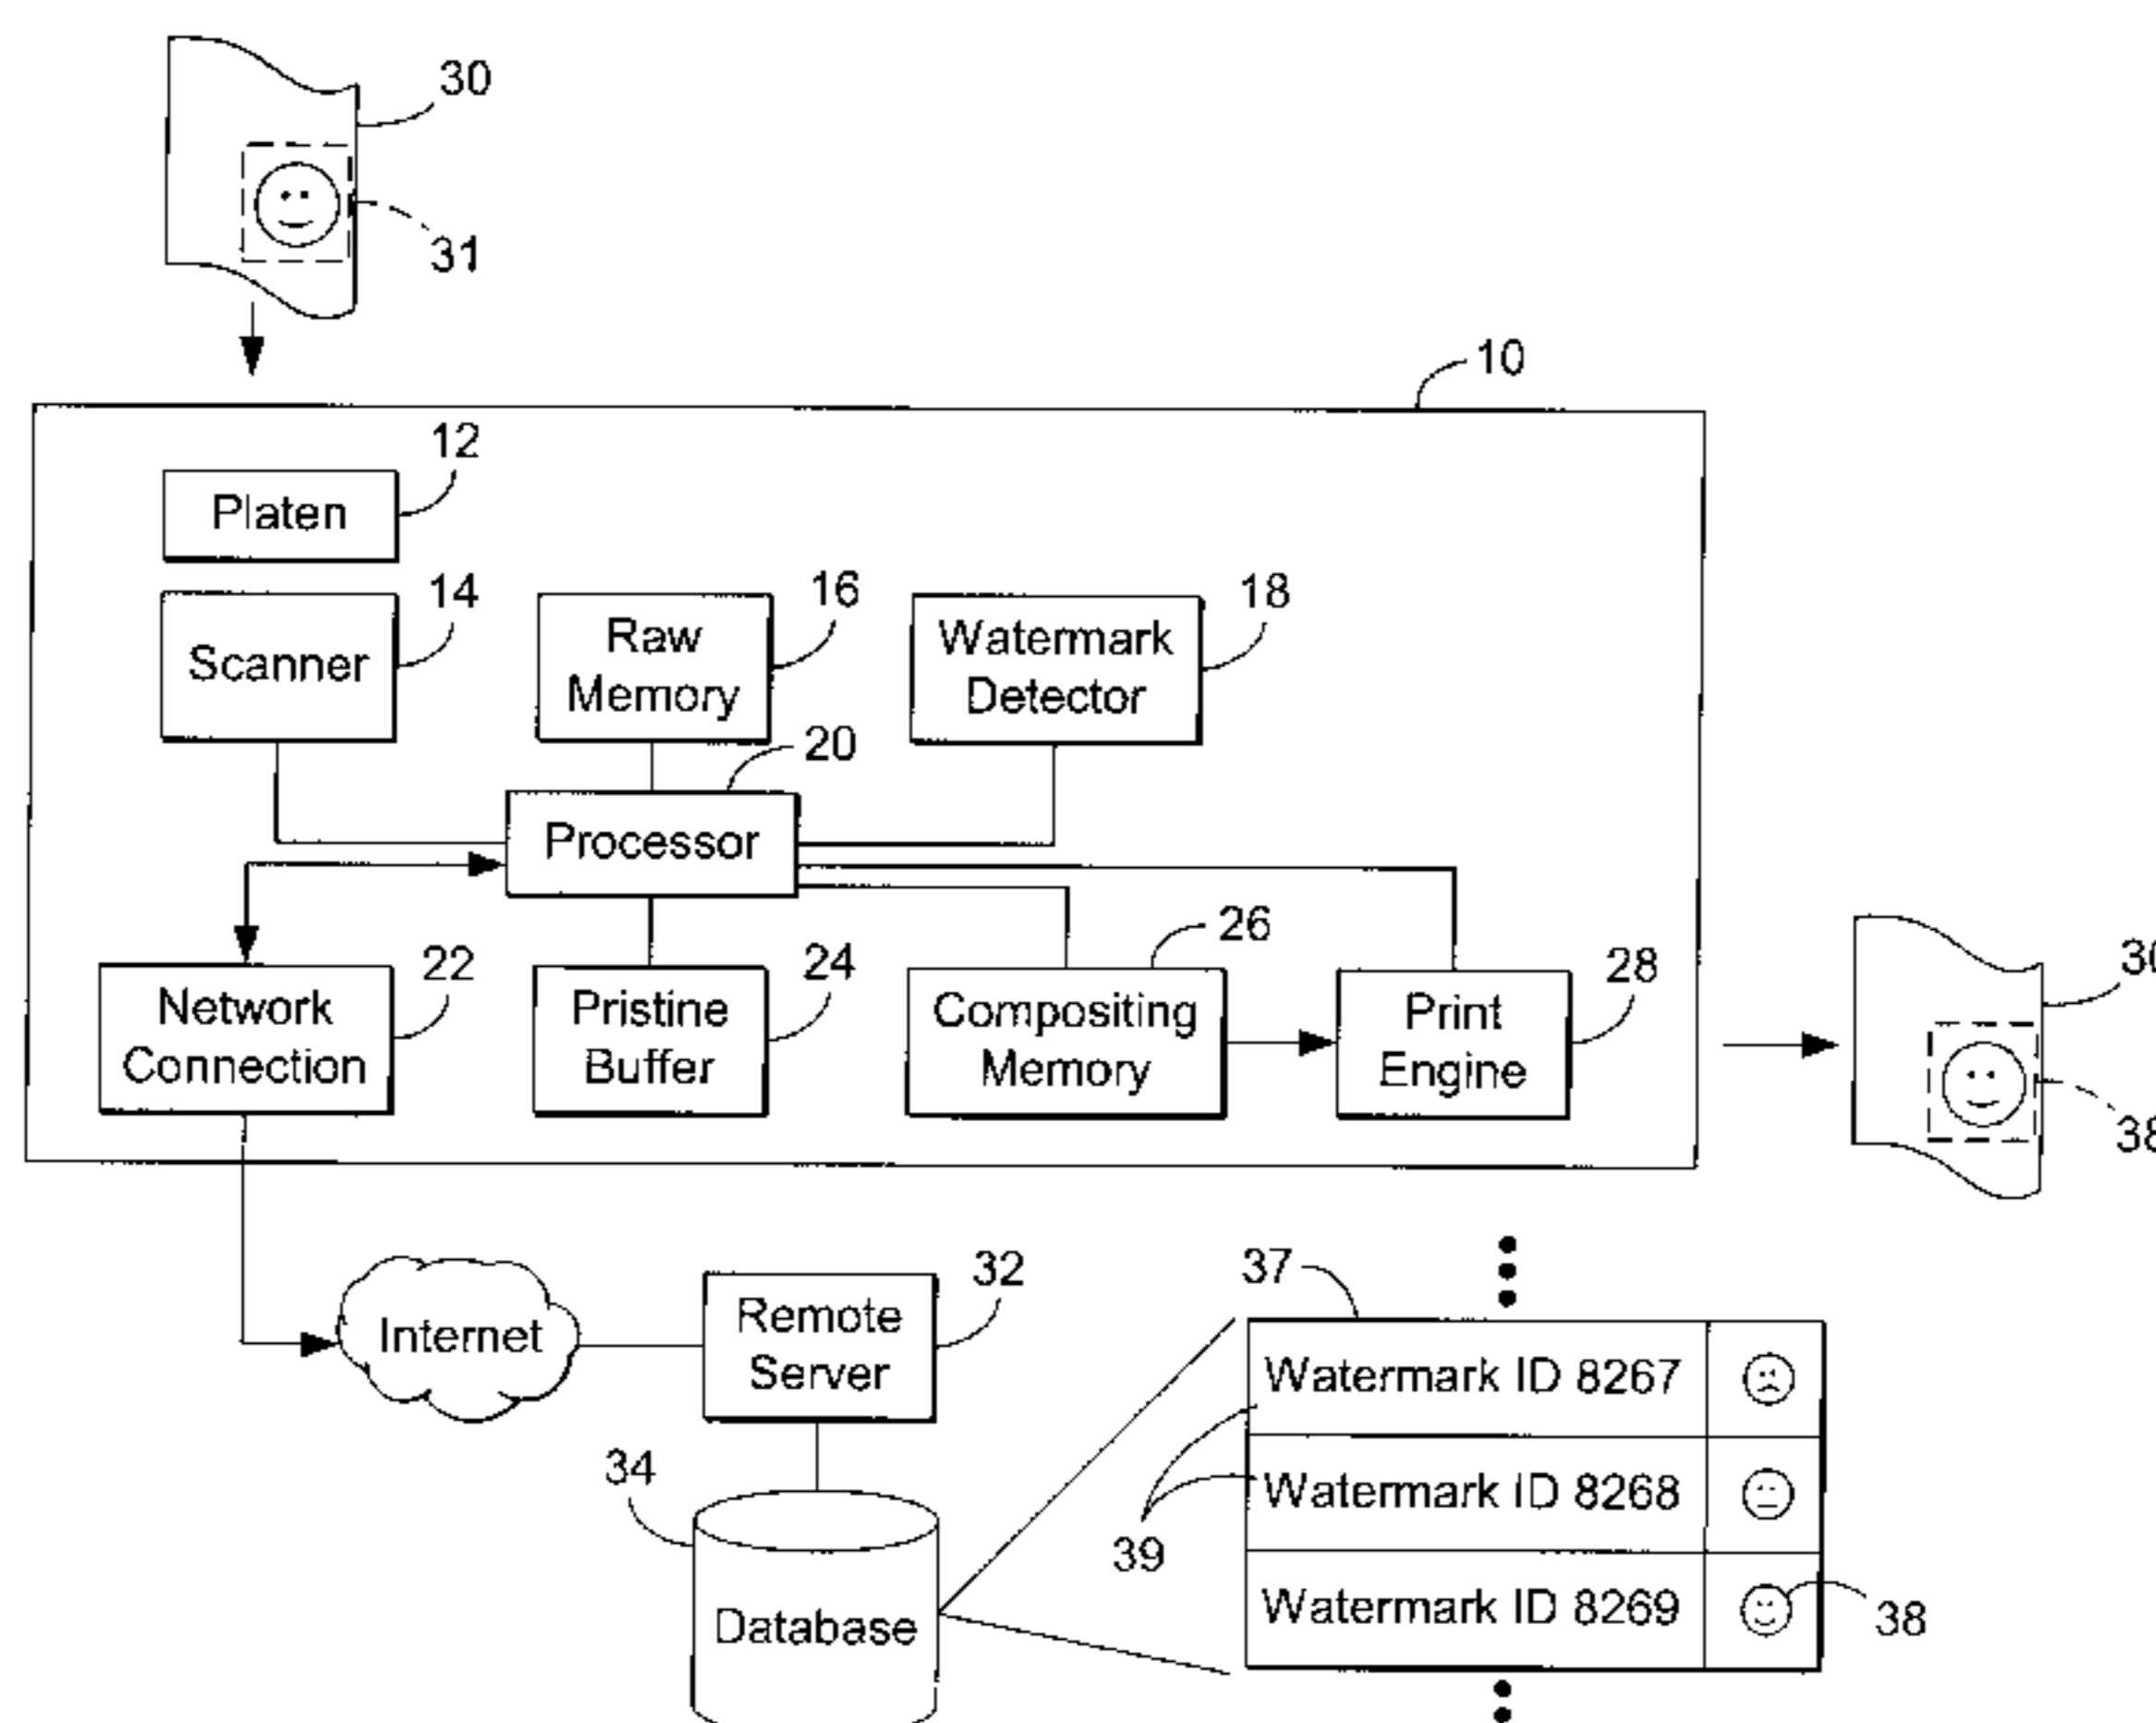 30
31
10
12
Platen
14
Scanner
16
Raw
Memory
18
Watermark
Detector
20
Processor
22
Network
Connection
24
Pristine
Buffer
26
Compositing
Memory
28
Print
Engine
30
38
Internet
32
Remote
Server
34
Database
37
39
Watermark ID 8267
Watermark ID 8268
Watermark ID 8269
38